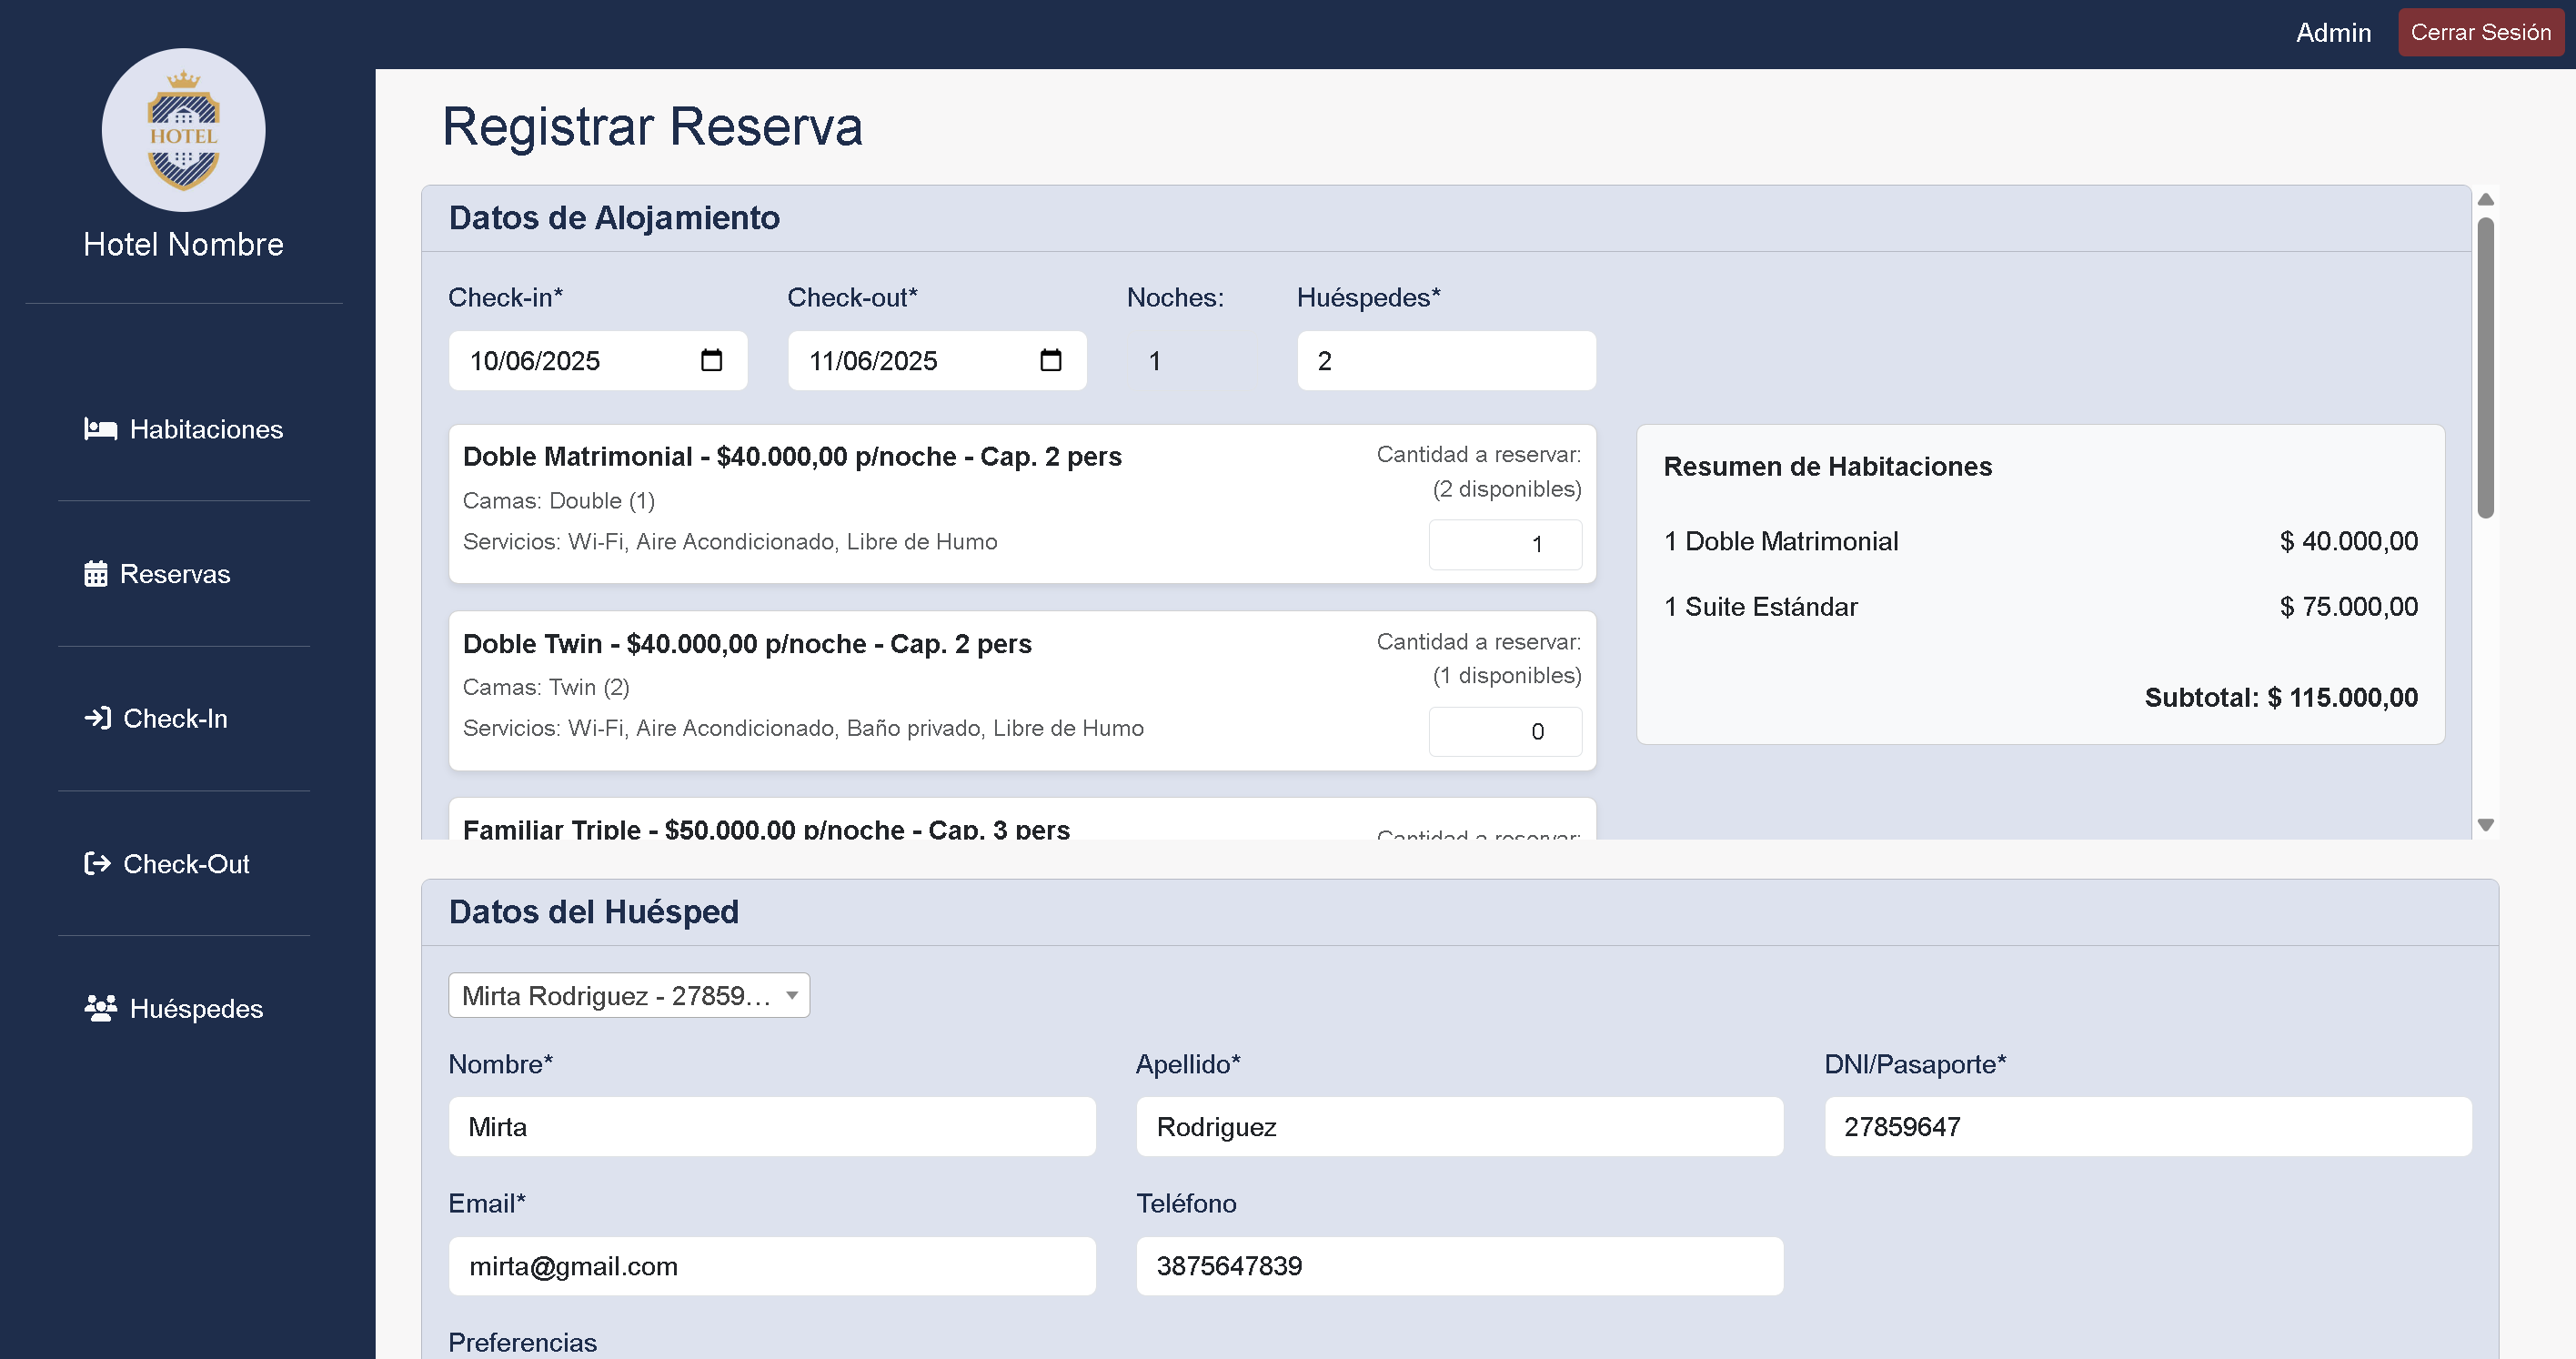 Admin
Cerrar Sesión
HOTEL
Hotel Nombre
Habitaciones
Reservas
Check-In
Check-Out
Huéspedes
Registrar Reserva
Datos de Alojamiento
Check-in* Check-out* Noches: Huéspedes*
10/06/2025 11/06/2025 1 2
Doble Matrimonial - $40.000,00 p/noche - Cap. 2 pers
Camas: Double (1)
Servicios: Wi-Fi, Aire Acondicionado, Libre de Humo
Cantidad a reservar:
(2 disponibles)
1
Doble Twin - $40.000,00 p/noche - Cap. 2 pers
Camas: Twin (2)
Servicios: Wi-Fi, Aire Acondicionado, Baño privado, Libre de Humo
Cantidad a reservar:
(1 disponibles)
0
Familiar Triple - $50.000,00 p/noche - Cap. 3 pers
Cantidad a reservar:
Resumen de Habitaciones
1 Doble Matrimonial $ 40.000,00
1 Suite Estándar $ 75.000,00
Subtotal: $ 115.000,00
Datos del Huésped
Mirta Rodriguez - 27859...
Nombre* Apellido* DNI/Pasaporte*
Mirta Rodriguez 27859647
Email* Teléfono
mirta@gmail.com 3875647839
Preferencias